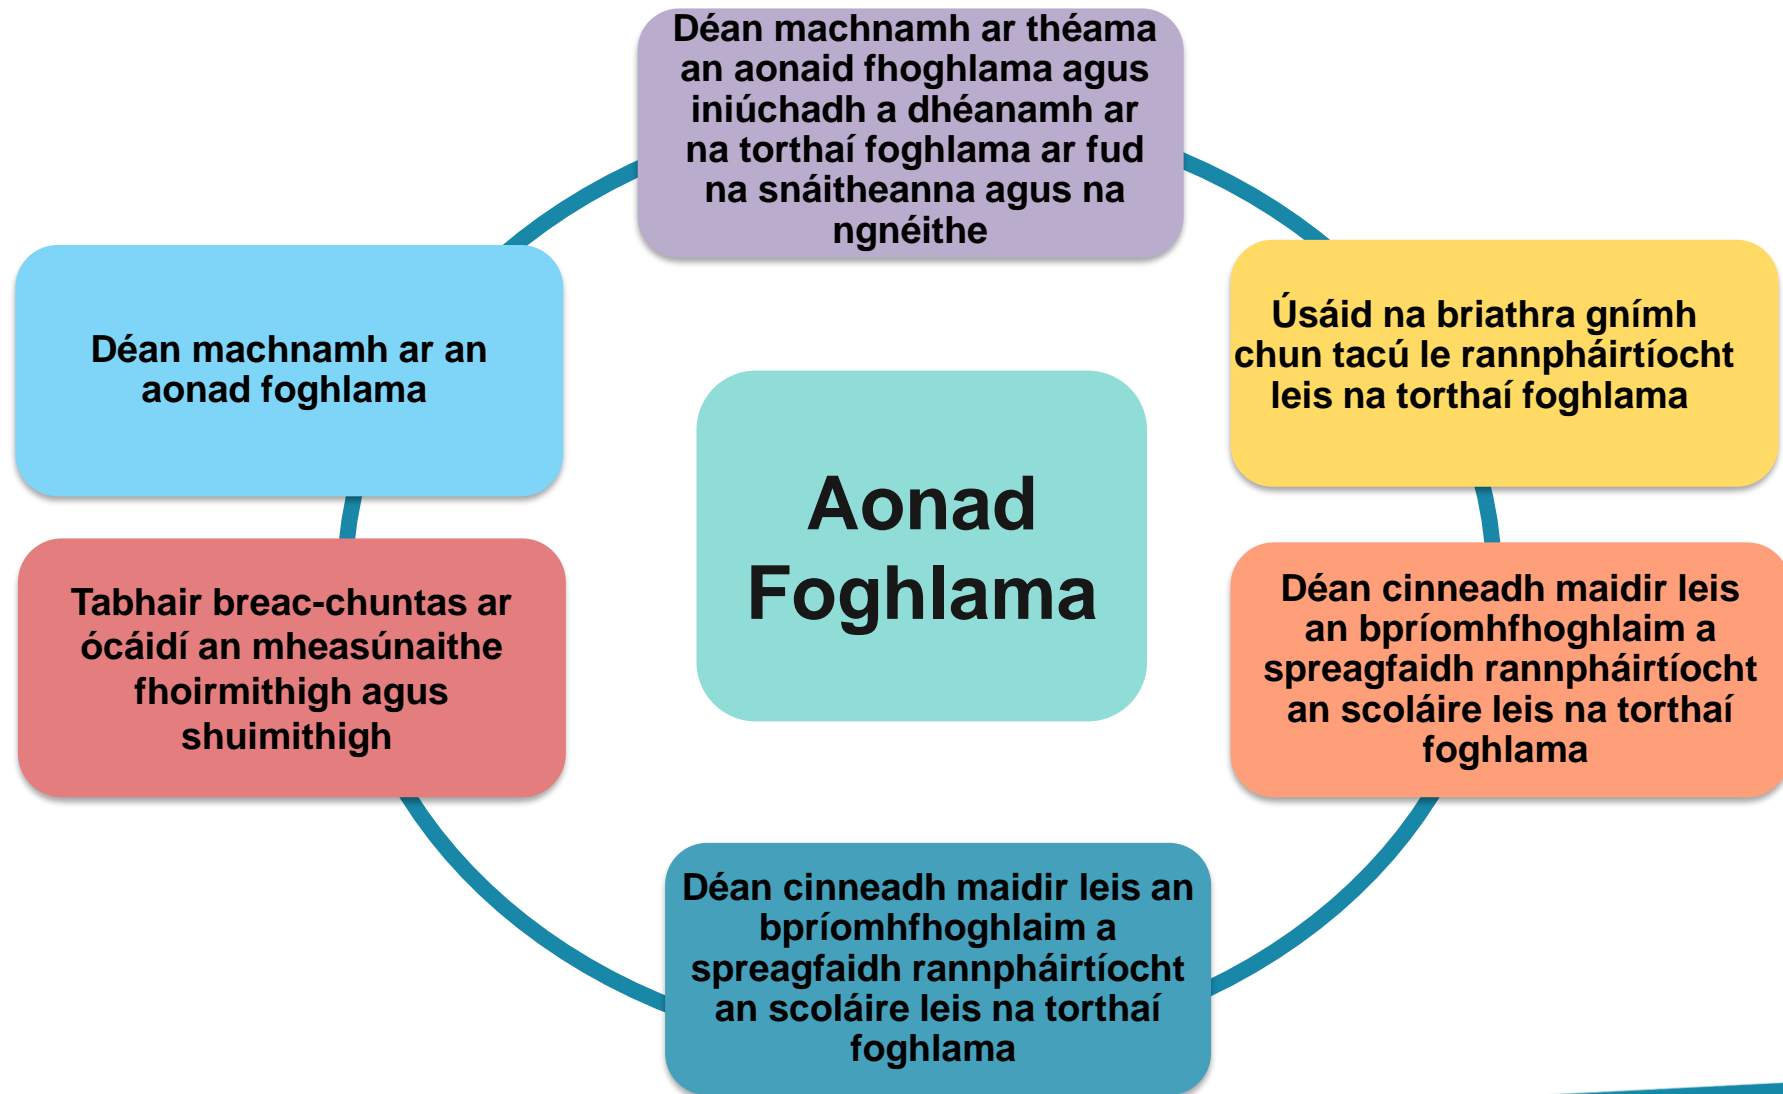 Déan machnamh ar théama
an aonaid fhoghlama agus
iniúchadh a dhéanamh ar
na torthaí foghlama ar fud
na snáitheanna agus na
ngnéithe
Úsáid na briathra gnímh
chun tacú le rannpháirtíocht
leis na torthaí foghlama
Déan cinneadh maidir leis
an bpríomhfhoghlaim a
spreagfaidh rannpháirtíocht
an scoláire leis na torthaí
foghlama
Déan cinneadh maidir leis an
bpríomhfhoghlaim a
spreagfaidh rannpháirtíocht
an scoláire leis na torthaí
foghlama
Tabhair breac-chuntas ar
ócáidí an mheasúnaithe
fhoirmithigh agus
shuimithigh
Déan machnamh ar an
aonad foghlama
Aonad
Foghlama